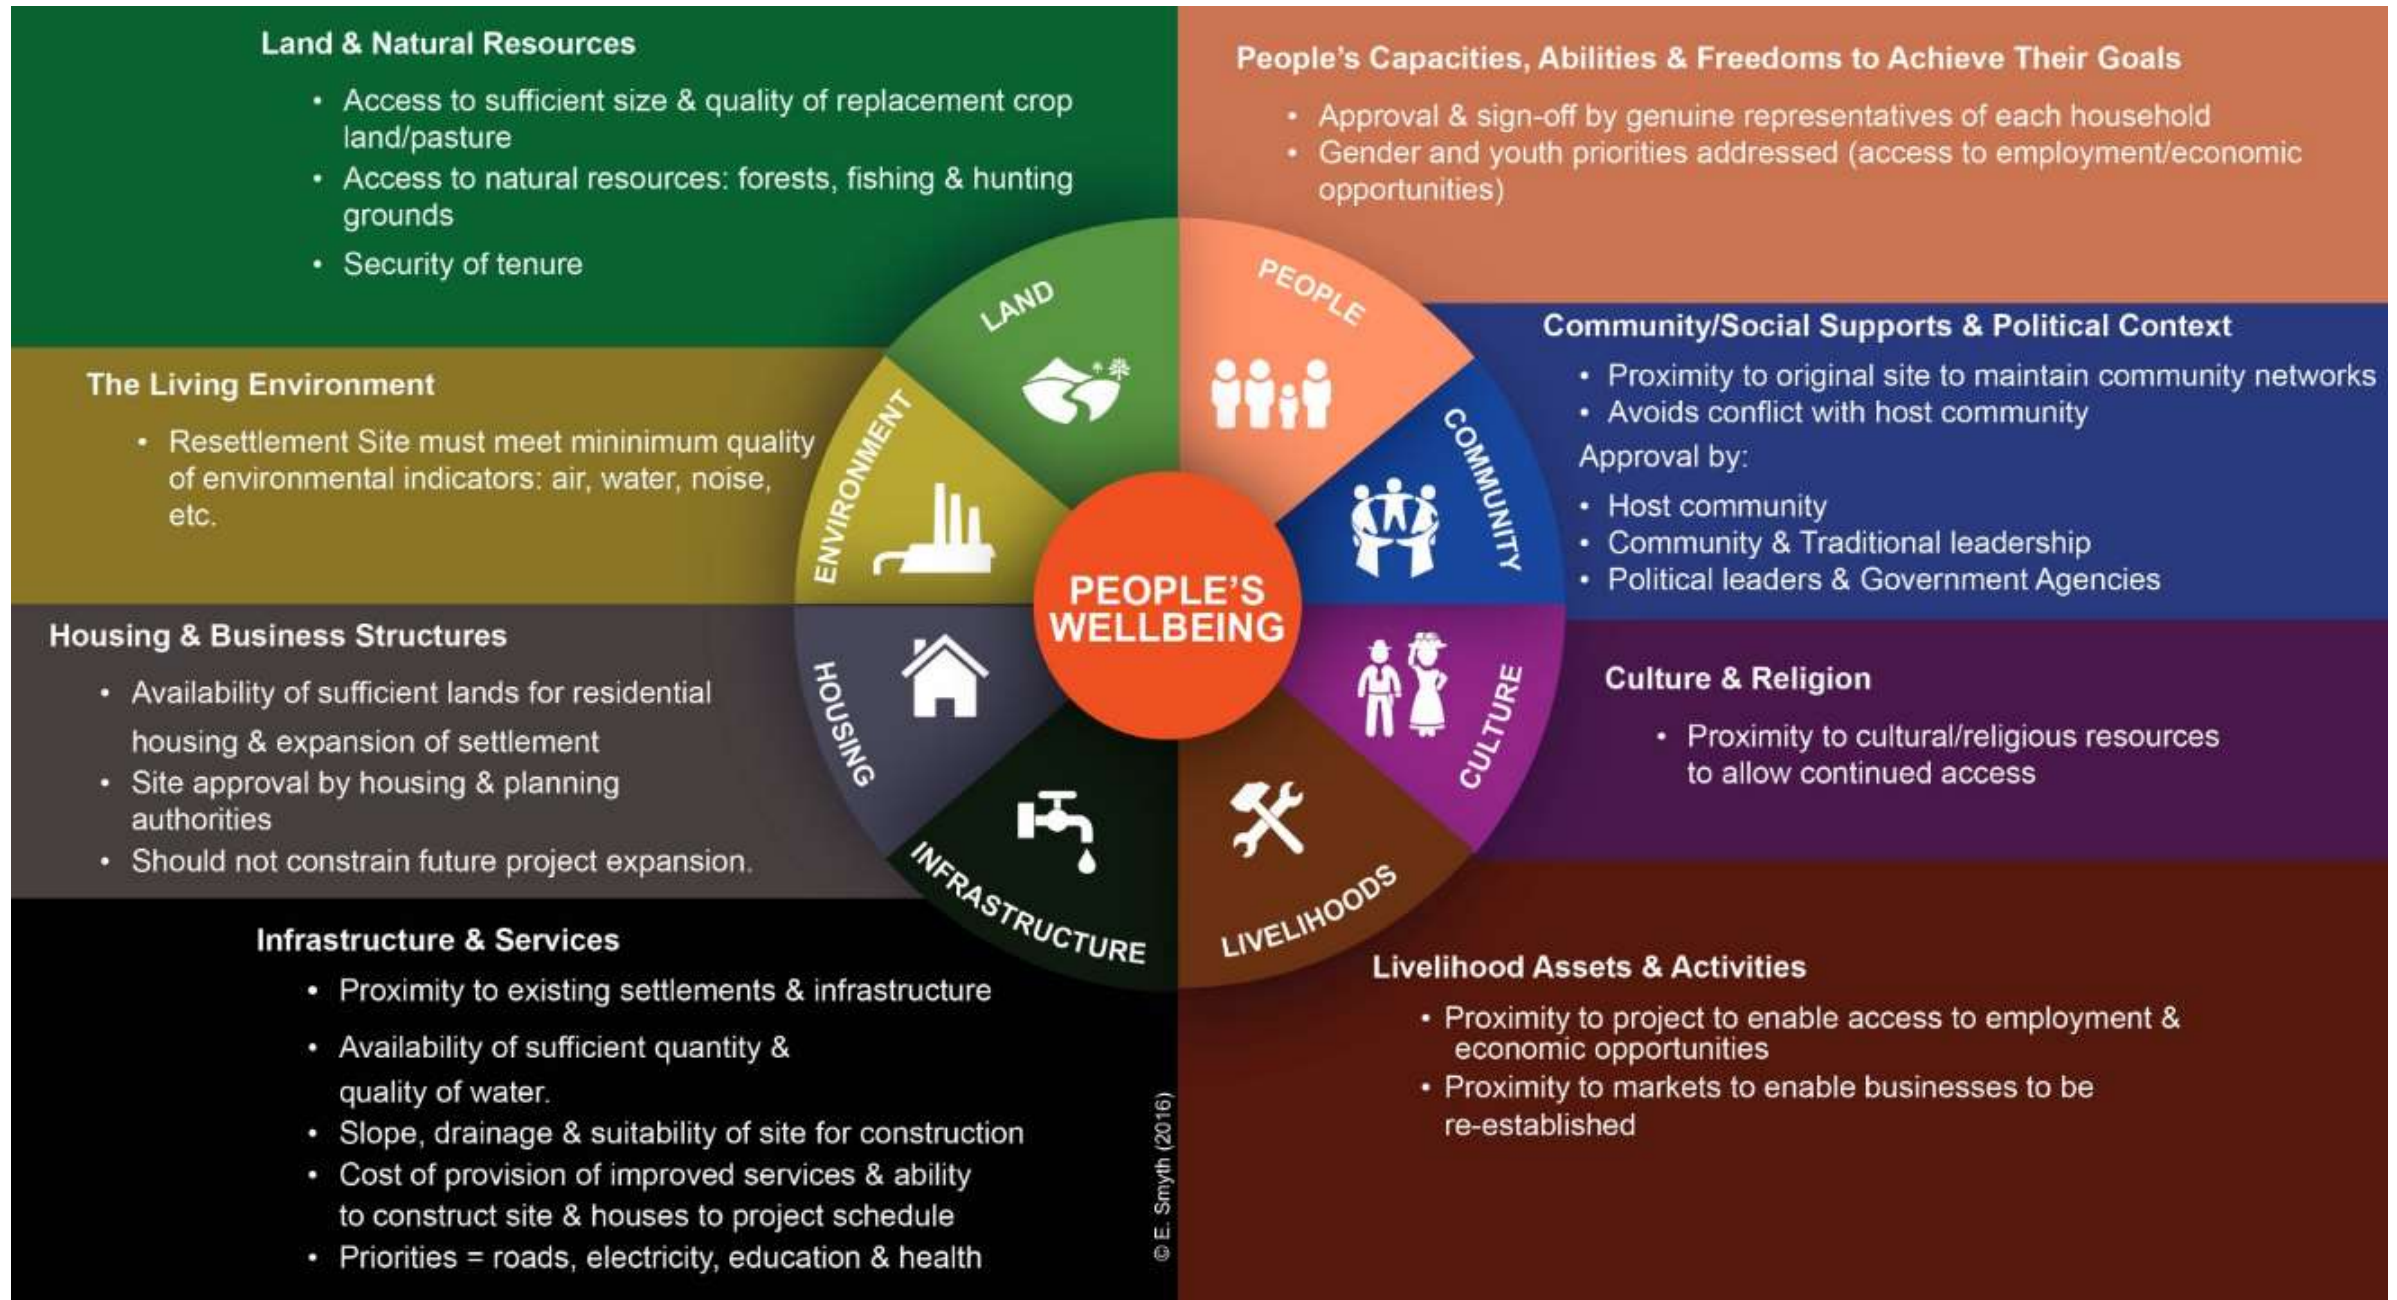 Land & Natural Resources
• Access to sufficient size & quality of replacement crop
land/pasture
• Access to natural resources: forests, fishing & hunting
grounds
• Security of tenure
People's Capacities, Abilities & Freedoms to Achieve Their Goals
• Approval & sign-off by genuine representatives of each household
• Gender and youth priorities addressed (access to employment/economic
opportunities)
The Living Environment
• Resettlement Site must meet mininimum quality
of environmental indicators: air, water, noise,
etc.
Community/Social Supports & Political Context
• Proximity to original site to maintain community networks
• Avoids conflict with host community
Approval by:
• Host community
• Community & Traditional leadership
• Political leaders & Government Agencies
LAND
PEOPLE
ENVIRONMENT
COMMUNITY
PEOPLE'S
WELLBEING
HOUSING
CULTURE
INFRASTRUCTURE
LIVELIHOODS
Housing & Business Structures
• Availability of sufficient lands for residential
housing & expansion of settlement
• Site approval by housing & planning
authorities
• Should not constrain future project expansion.
Culture & Religion
• Proximity to cultural/religious resources
to allow continued access
Infrastructure & Services
• Proximity to existing settlements & infrastructure
• Availability of sufficient quantity &
quality of water.
• Slope, drainage & suitability of site for construction
• Cost of provision of improved services & ability
to construct site & houses to project schedule
• Priorities = roads, electricity, education & health
Livelihood Assets & Activities
• Proximity to project to enable access to employment &
economic opportunities
• Proximity to markets to enable businesses to be
re-established
© E. Smyth (2016)